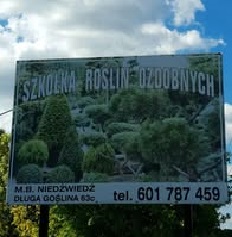 SZKÓŁKA ROŚLIN OZDOBNYCH
M.B. NIEDŹWIEDŹ
DŁUGA GOŚLINA 63c
tel. 601 787 459